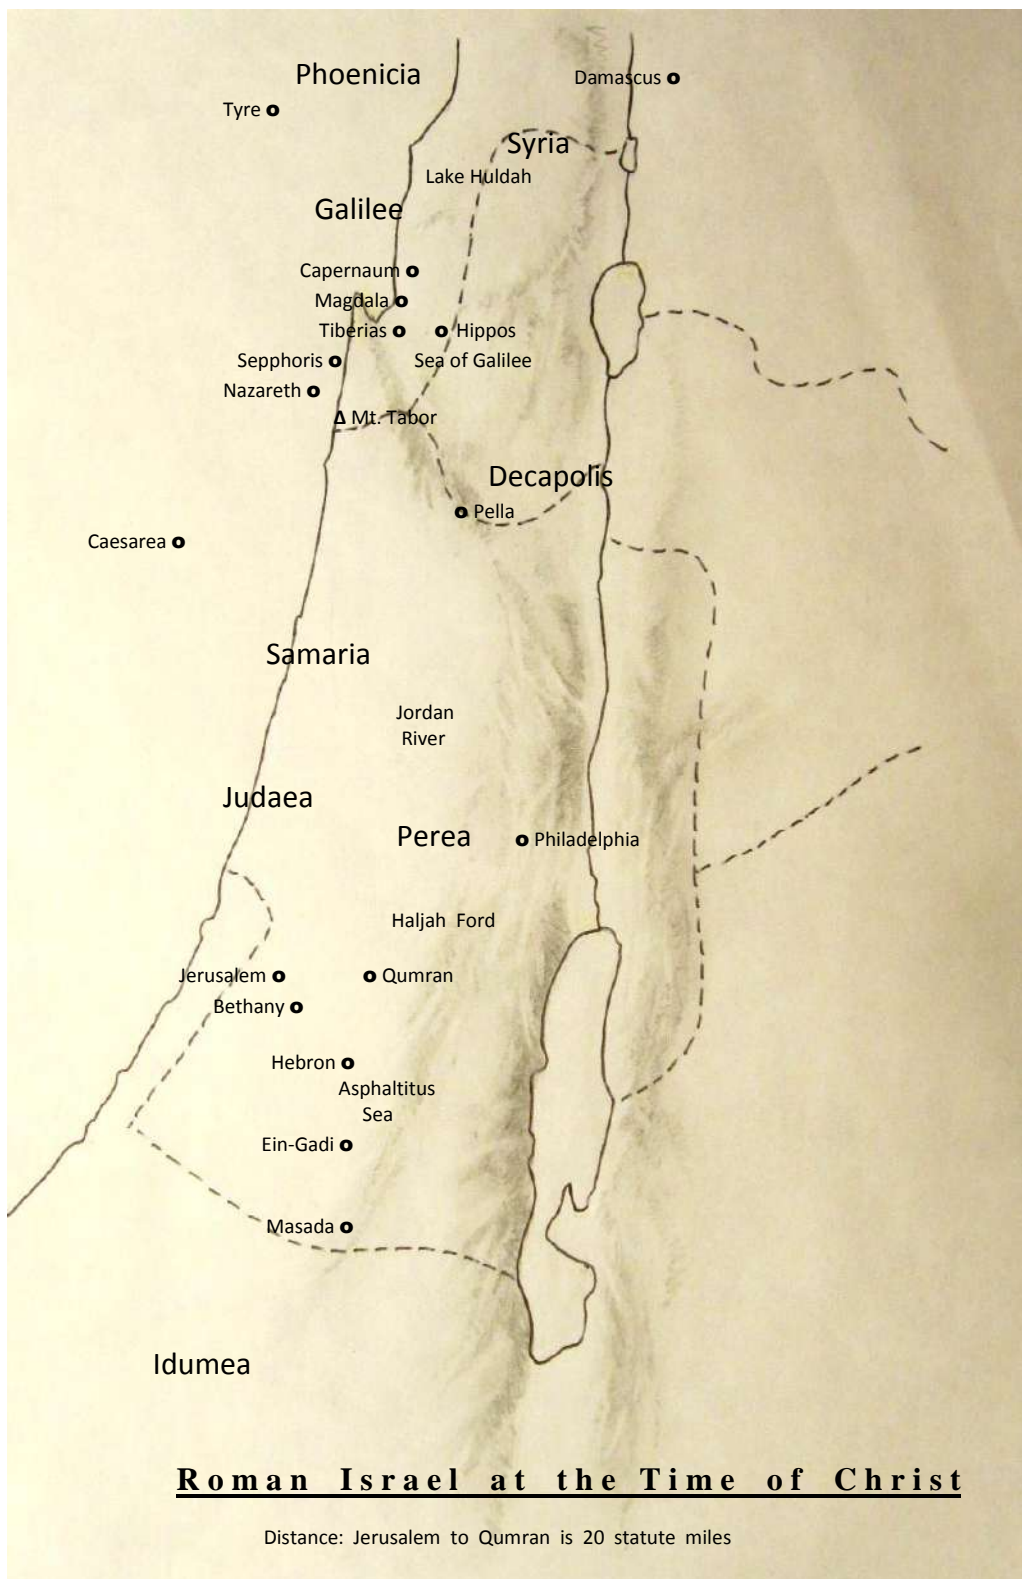 Phoenicia
Damascus o
Tyre o
Syria
Lake Huldah
Galilee
Capernaum o
Magdala o
Tiberias o
o Hippos
Sepphoris o
Sea of Galilee
Nazareth o
Δ Mt. Tabor
Decapolis
o Pella
Caesarea o
Samaria
Jordan
River
Judaea
Perea
o Philadelphia
Haljah Ford
Jerusalem o
o Qumran
Bethany o
Hebron o
Asphaltitus
Sea
Ein-Gadi o
Masada o
Idumea
Roman Israel at the Time of Christ
Distance: Jerusalem to Qumran is 20 statute miles